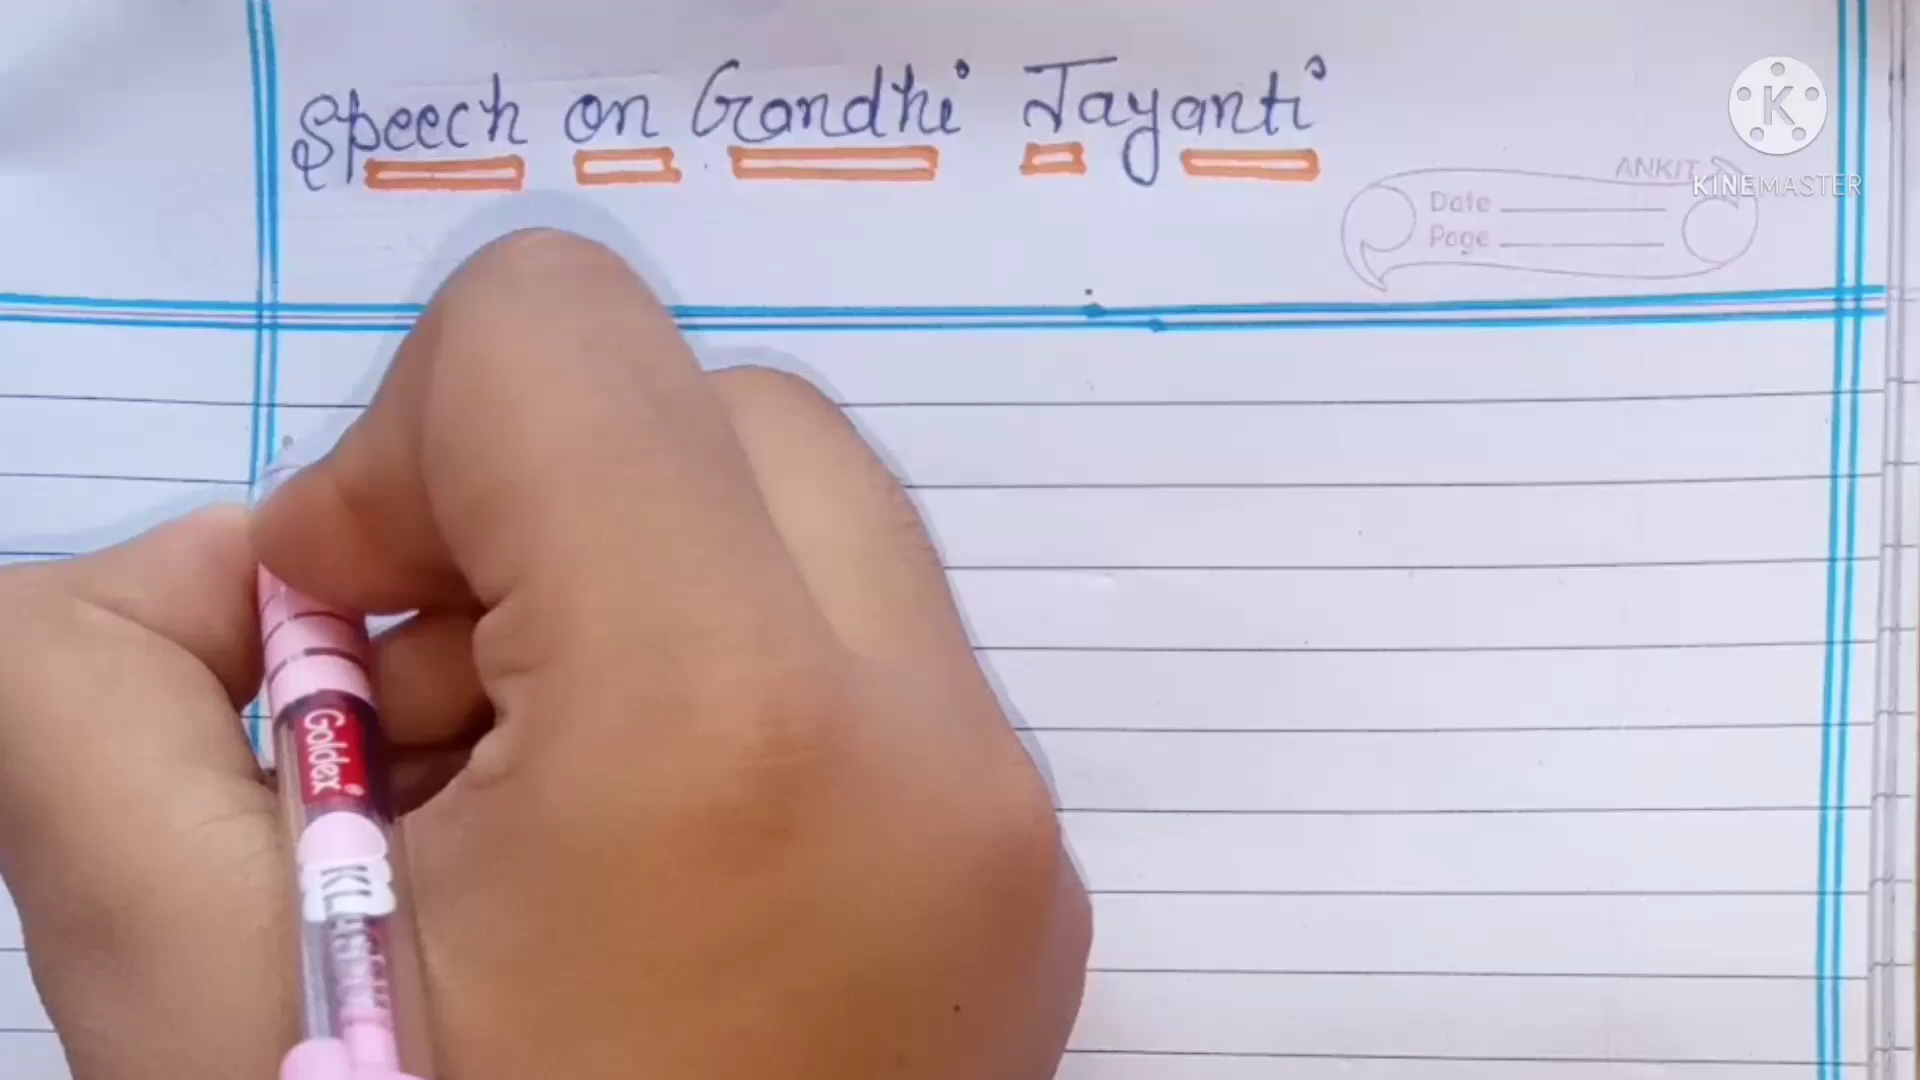 Speech on Gandhi Jayanti
K
KINEMASTER
ANKIT
Date
Page
Goldex